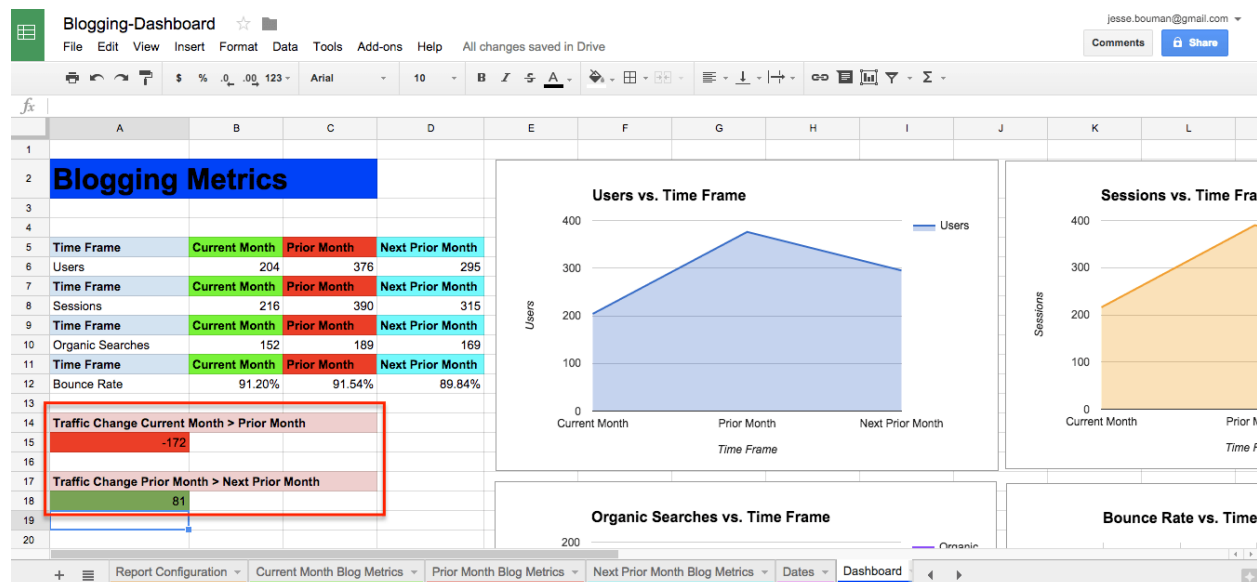 Blogging-Dashboard
jesse.bouman@gmail.com
File Edit View Insert Format Data Tools Add-ons Help All changes saved in Drive
Comments Share
$ % .0 .00 123 Arial 10 B I S A Σ
fx
A B C D E F G H I J K L
1
2 Blogging Metrics
3
4
5 Time Frame Current Month Prior Month Next Prior Month
6 Users 204 376 295
7 Time Frame Current Month Prior Month Next Prior Month
8 Sessions 216 390 315
9 Time Frame Current Month Prior Month Next Prior Month
10 Organic Searches 152 189 169
11 Time Frame Current Month Prior Month Next Prior Month
12 Bounce Rate 91.20% 91.54% 89.84%
13
14 Traffic Change Current Month > Prior Month
15 -172
16
17 Traffic Change Prior Month > Next Prior Month
18 81
19
20
Users vs. Time Frame
Users
400
300
200
100
0
Users
Current Month Prior Month Next Prior Month
Time Frame
Sessions vs. Time Fra
400
300
200
100
0
Sessions
Current Month Prior
Time
Organic Searches vs. Time Frame
200
Organic
Bounce Rate vs. Time
Report Configuration Current Month Blog Metrics Prior Month Blog Metrics Next Prior Month Blog Metrics Dates Dashboard